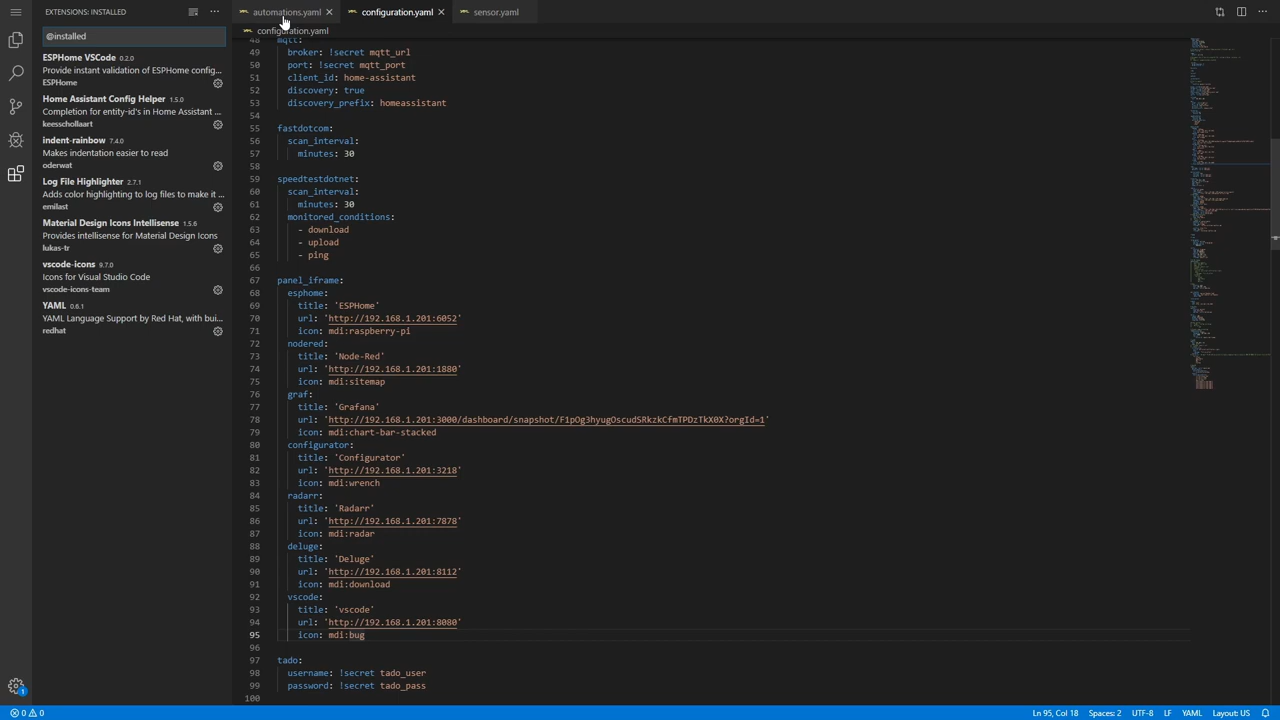 EXTENSIONS: INSTALLED
@installed
ESPHome VSCode 0.2.0
Provide instant validation of ESPHome config...
ESPHome
Home Assistant Config Helper 1.5.0
Completion for entity-id's in Home Assistant ...
keesschollaart
indent-rainbow 7.4.0
Makes indentation easier to read
oderwat
Log File Highlighter 2.7.1
Adds color highlighting to log files to make it ...
emilast
Material Design Icons Intellisense 1.5.6
Provides intellisense for Material Design Icons
lukas-tr
vscode-icons 9.7.0
Icons for Visual Studio Code
vscode-icons-team
YAML 0.6.1
YAML Language Support by Red Hat, with bui...
redhat
1
automations.yaml
configuration.yaml
sensor.yaml
configuration.yaml
48 mqtt:
49 broker: !secret mqtt_url
50 port: !secret mqtt_port
51 client_id: home-assistant
52 discovery: true
53 discovery_prefix: homeassistant
54
55 fastdotcom:
56 scan_interval:
57 minutes: 30
58
59 speedtestdotnet:
60 scan_interval:
61 minutes: 30
62 monitored_conditions:
63 - download
64 - upload
65 - ping
66
67 panel_iframe:
68 esphome:
69 title: 'ESPHome'
70 url: 'http://192.168.1.201:6052'
71 icon: mdi:raspberry-pi
72 nodered:
73 title: 'Node-Red'
74 url: 'http://192.168.1.201:1880'
75 icon: mdi:sitemap
76 graf:
77 title: 'Grafana'
78 url: 'http://192.168.1.201:3000/dashboard/snapshot/F1pOg3hyugOscudSRkzkCfmTPDzTkX0X?orgId=1'
79 icon: mdi:chart-bar-stacked
80 configurator:
81 title: 'Configurator'
82 url: 'http://192.168.1.201:3218'
83 icon: mdi:wrench
84 radarr:
85 title: 'Radarr'
86 url: 'http://192.168.1.201:7878'
87 icon: mdi:radar
88 deluge:
89 title: 'Deluge'
90 url: 'http://192.168.1.201:8112'
91 icon: mdi:download
92 vscode:
93 title: 'vscode'
94 url: 'http://192.168.1.201:8080'
95 icon: mdi:bug
96
97 tado:
98 username: !secret tado_user
99 password: !secret tado_pass
100
0 0
Ln 95, Col 18 Spaces: 2 UTF-8 LF YAML Layout: US